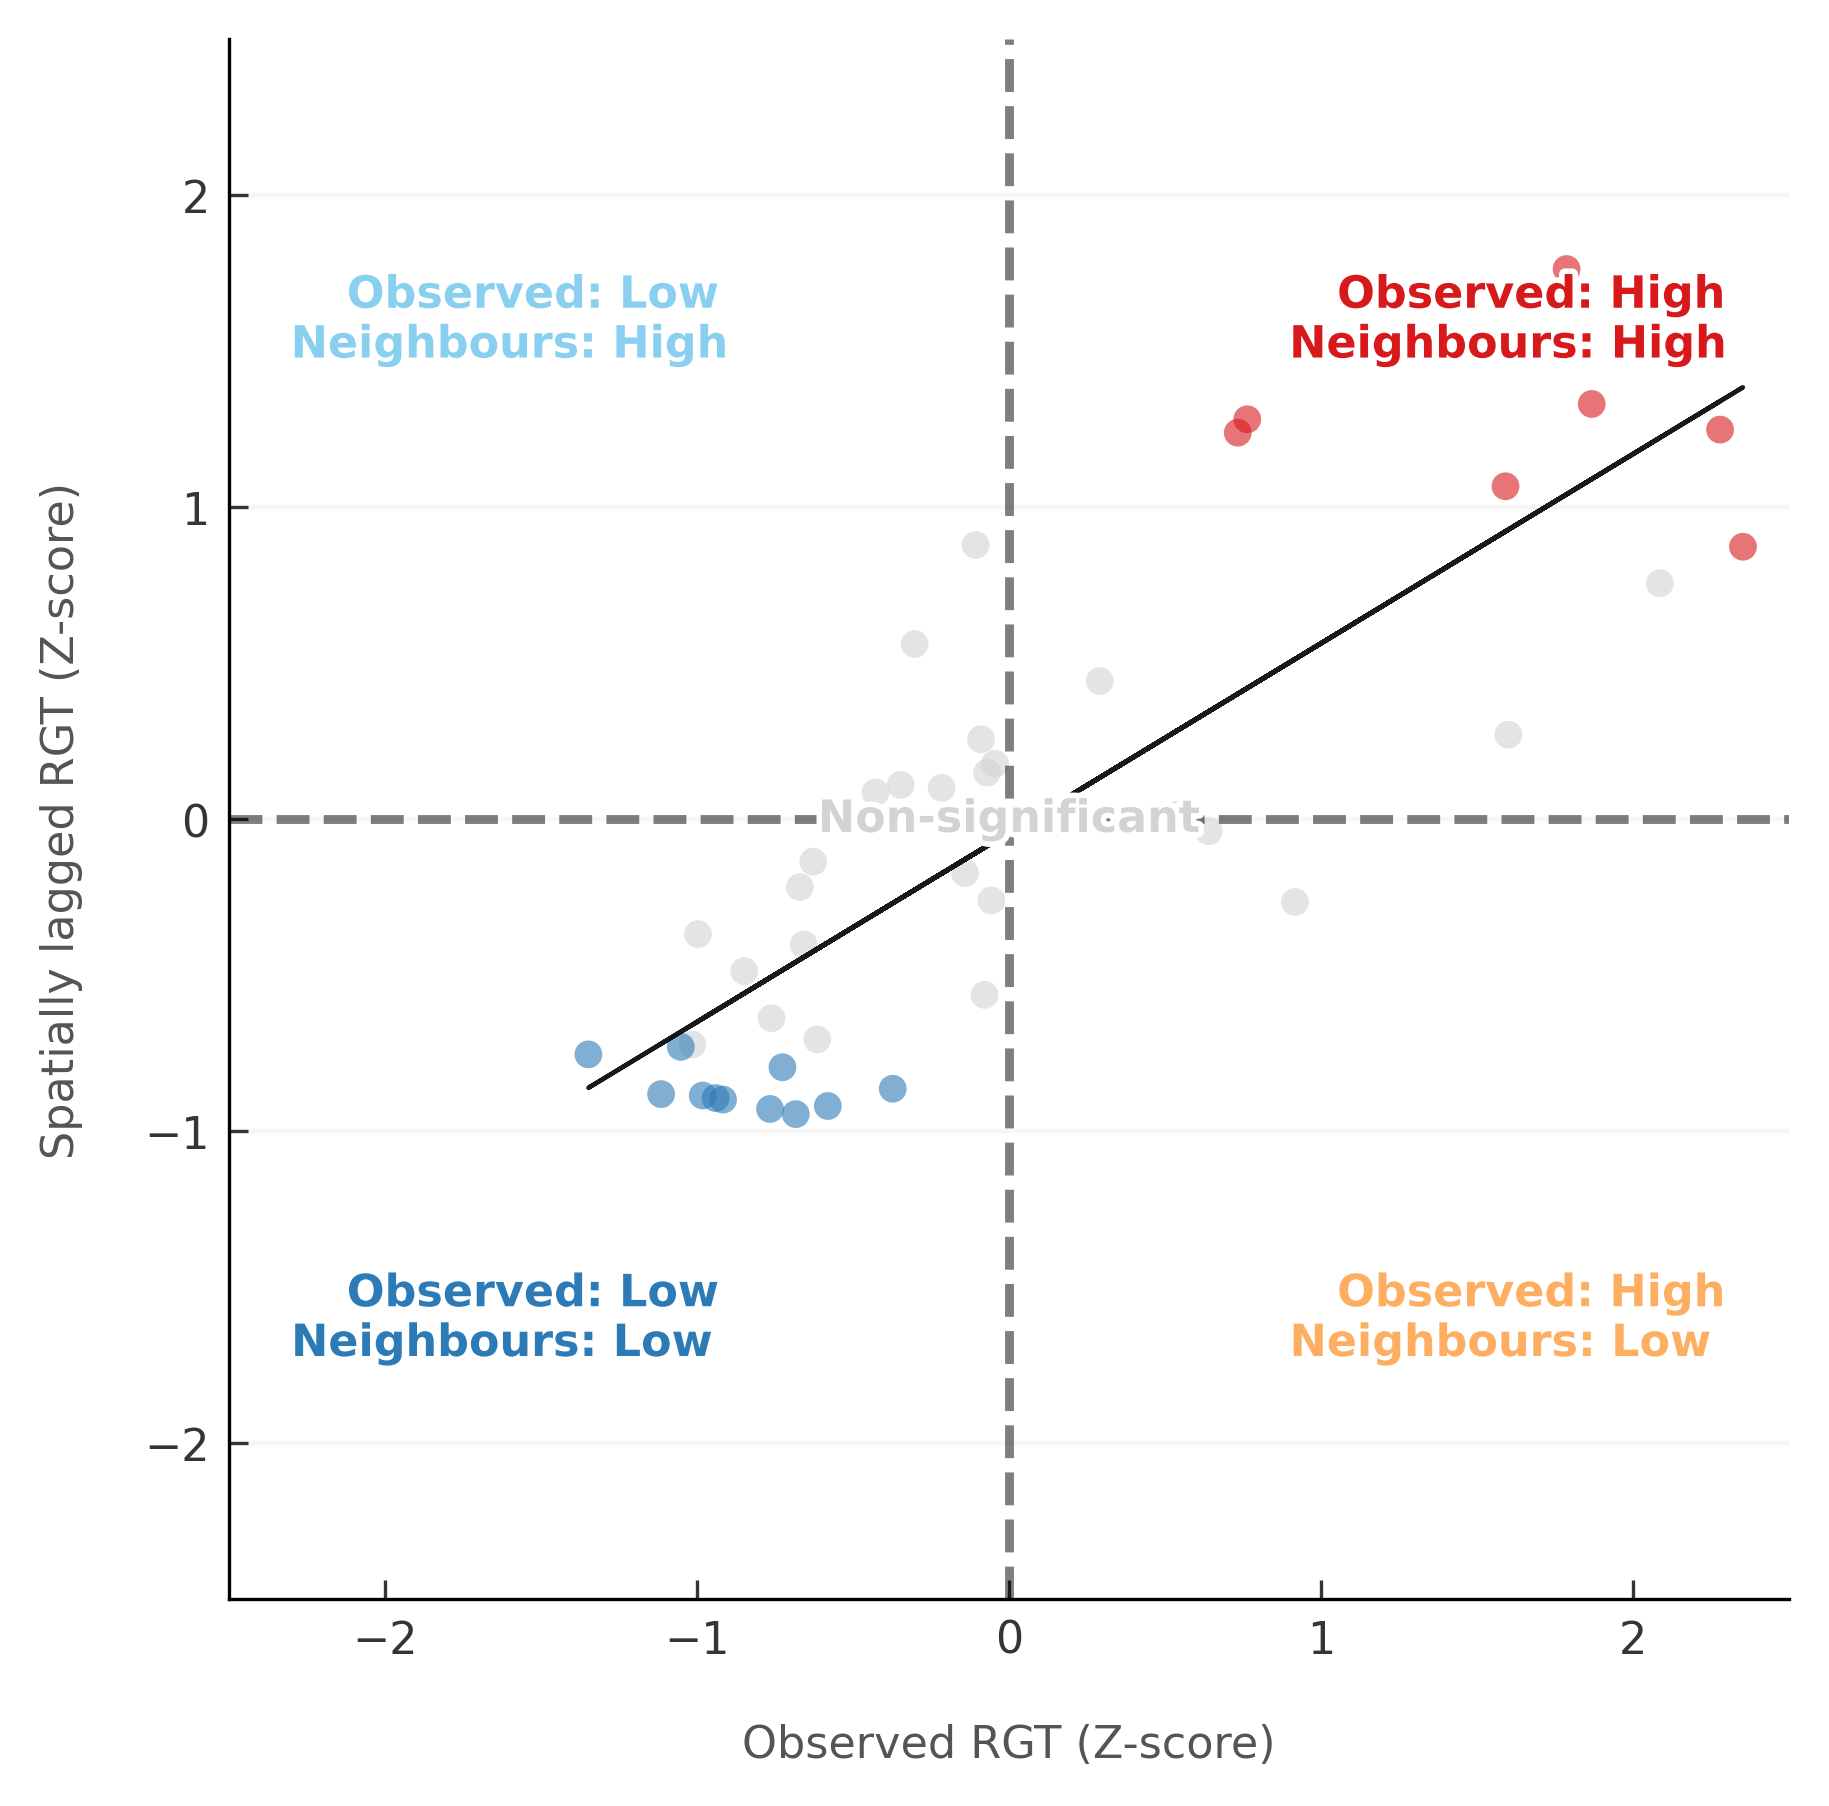 2
Observed: Low
Neighbours: High
Observed: High
Neighbours: High
1
Spatially lagged RGT (Z-score)
0
Non-significant
−1
Observed: Low
Neighbours: Low
Observed: High
Neighbours: Low
−2
−2
−1
0
1
2
Observed RGT (Z-score)